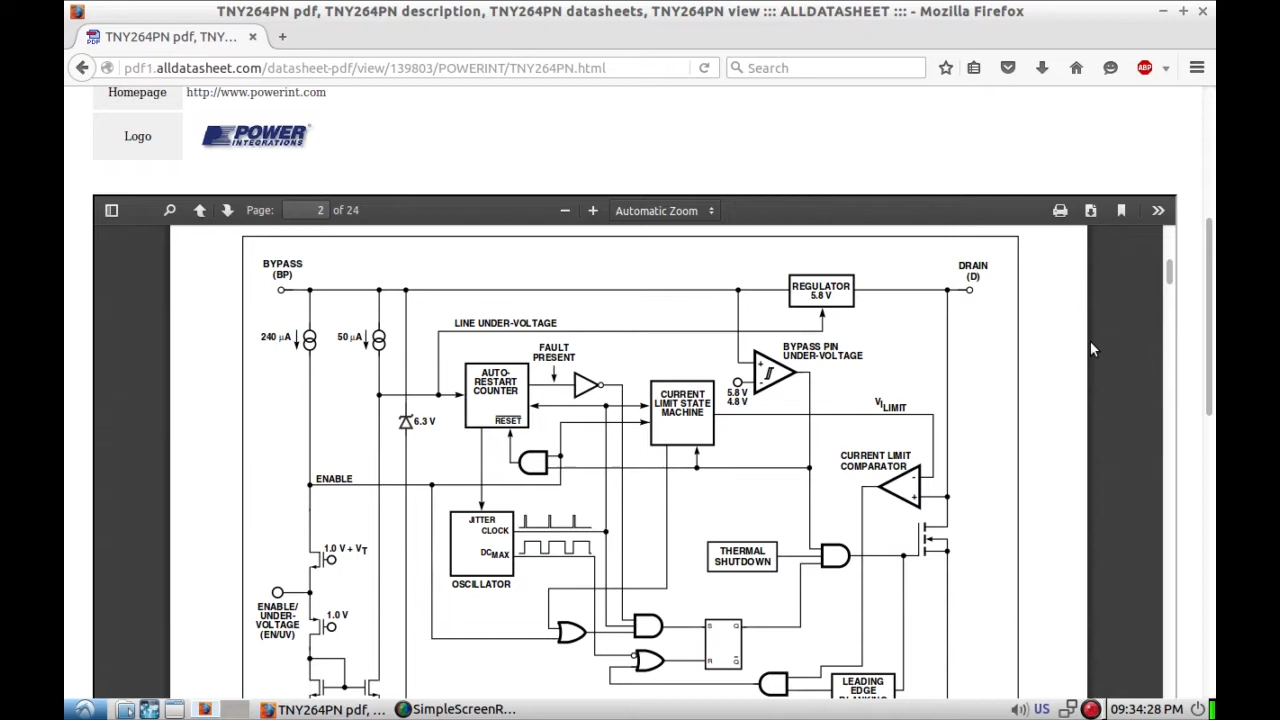 TNY264PN pdf, TNY264PN description, TNY264PN datasheets, TNY264PN view ::: ALLDATASHEET ::: - Mozilla Firefox
TNY264PN pdf, TNY...
pdf1.alldatasheet.com/datasheet-pdf/view/139803/POWERINT/TNY264PN.html
Search
ABP
Homepage
http://www.powerint.com
Logo
POWER
INTEGRATIONS
Page: 2 of 24
Automatic Zoom
BYPASS
(BP)
DRAIN
(D)
REGULATOR
5.8 V
LINE UNDER-VOLTAGE
240 µA
50 µA
FAULT
PRESENT
BYPASS PIN
UNDER-VOLTAGE
AUTO-
RESTART
COUNTER
RESET
CURRENT
LIMIT STATE
MACHINE
+
-
5.8 V
4.8 V
VILIMIT
6.3 V
CURRENT LIMIT
COMPARATOR
-
+
ENABLE
JITTER
CLOCK
DCMAX
OSCILLATOR
1.0 V + VT
THERMAL
SHUTDOWN
ENABLE/
UNDER-
VOLTAGE
(EN/UV)
1.0 V
S Q
R Q
LEADING
EDGE
BLANKING
TNY264PN pdf, ...
SimpleScreenR...
US
09:34:28 PM